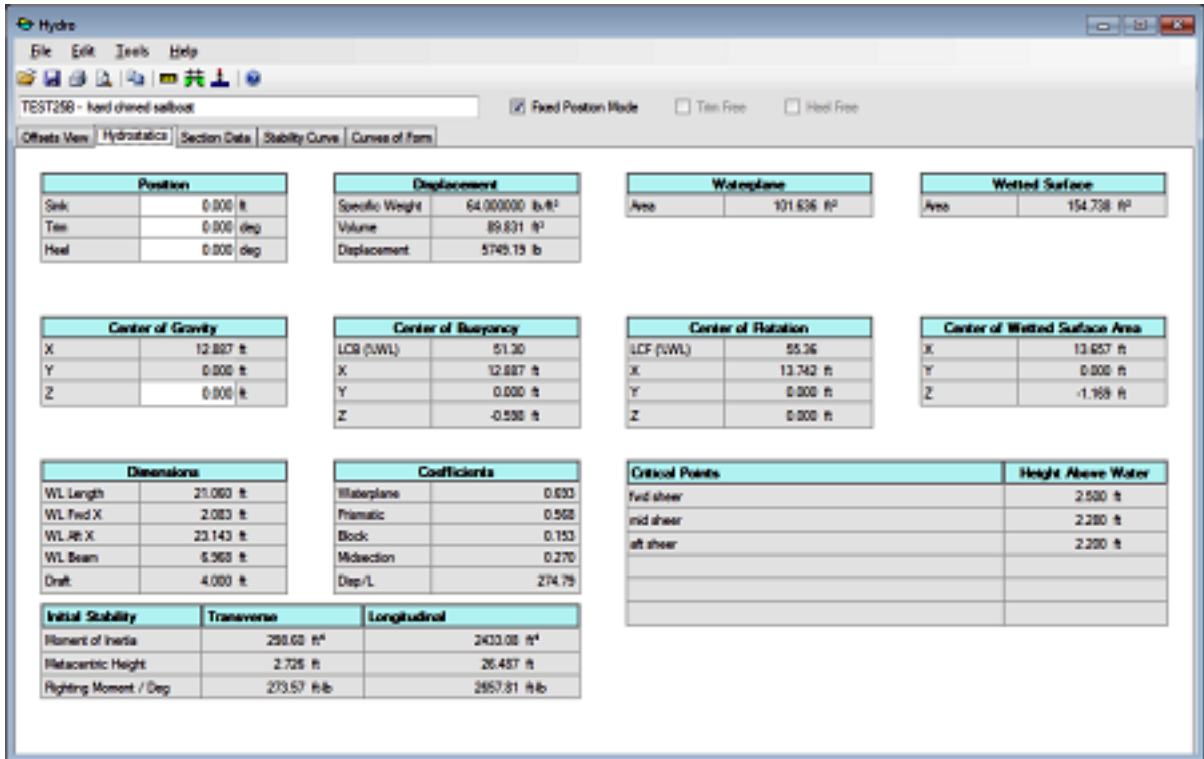 Hydro
File Edit Tools Help
hard chined sailboat
Fixed Position Mode Trim Free Heel Free
Offsets View Hydrostatics Section Data Stability Curve Curves of Form
Position
Sink 0.000 ft
Trim 0.000 deg
Heel 0.000 deg
Displacement
Specific Weight 64.000000 lb/ft³
Volume 89.831 ft³
Displacement 5749.19 lb
Waterplane
Area 101.636 ft²
Wetted Surface
Area 154.738 ft²
Center of Gravity
X 12.887 ft
Y 0.000 ft
Z 0.000 ft
Center of Buoyancy
LCB (%WL) 51.30
X 12.887 ft
Y 0.000 ft
Z -0.598 ft
Center of Flotation
LCF (%WL) 55.36
X 13.742 ft
Y 0.000 ft
Z 0.000 ft
Center of Wetted Surface Area
X 13.657 ft
Y 0.000 ft
Z -1.169 ft
Dimensions
WL Length 21.060 ft
WL Fwd X 2.083 ft
WL Aft X 23.143 ft
WL Beam 6.968 ft
Draft 4.000 ft
Coefficients
Waterplane 0.693
Prismatic 0.568
Block 0.153
Midsection 0.270
Disp/L 274.79
Critical Points Height Above Water
fwd sheer 2.500 ft
mid sheer ft
aft sheer ft
Initial Stability Transverse Longitudinal
Moment of Inertia 298.60 ft⁴ 2433.08 ft⁴
Metacentric Height 2.726 ft 26.487 ft
Righting Moment / Deg 273.57 ft-lb 2657.81 ft-lb